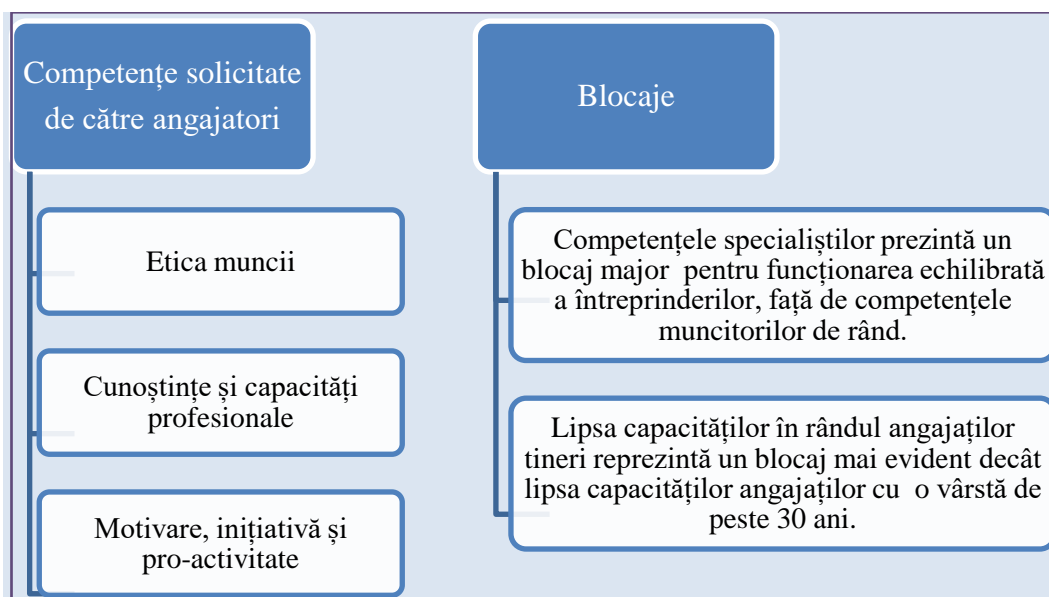 Competențe solicitate
de către angajatori
Etica muncii
Cunoștințe și capacități
profesionale
Motivare, inițiativă și
pro-activitate
Blocaje
Competențele specialiștilor prezintă un
blocaj major pentru funcționarea echilibrată
a întreprinderilor, față de competențele
muncitorilor de rând.
Lipsa capacităților în rândul angajaților
tineri reprezintă un blocaj mai evident decât
lipsa capacităților angajaților cu o vârstă de
peste 30 ani.